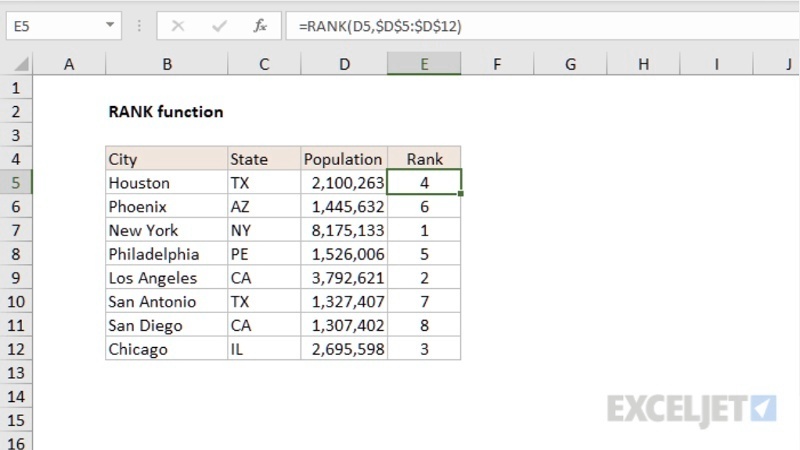 E5 fx =RANK(D5,$D$5:$D$12)
A B C D E F G H I J
1
2 RANK function
3
4 City State Population Rank
5 Houston TX 2,100,263 4
6 Phoenix AZ 1,445,632 6
7 New York NY 8,175,133 1
8 Philadelphia PE 1,526,006 5
9 Los Angeles CA 3,792,621 2
10 San Antonio TX 1,327,407 7
11 San Diego CA 1,307,402 8
12 Chicago IL 2,695,598 3
13
14 EXCELJET
15
16